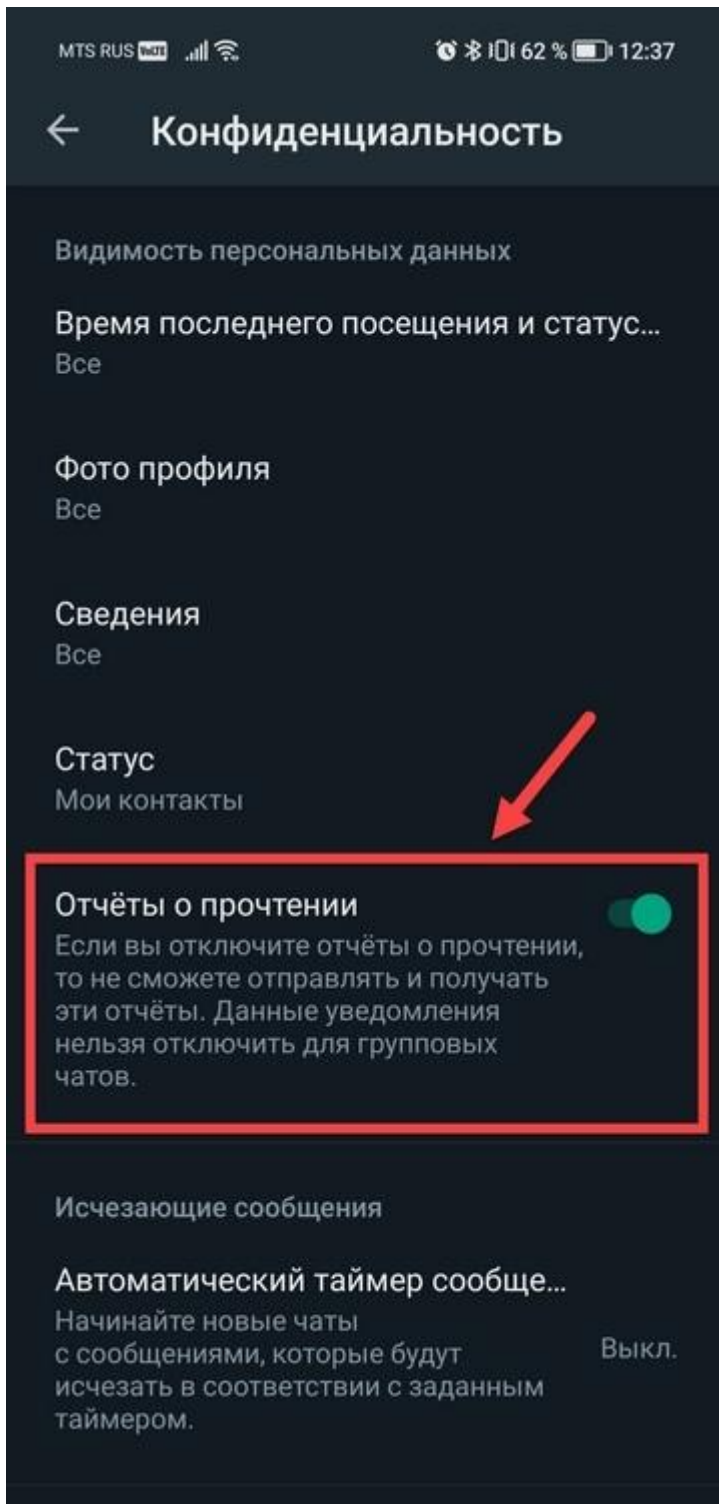 MTS RUS VoLTE 62 % 12:37
Конфиденциальность
Видимость персональных данных
Время последнего посещения и статус...
Все
Фото профиля
Все
Сведения
Все
Статус
Мои контакты
Отчёты о прочтении
Если вы отключите отчёты о прочтении,
то не сможете отправлять и получать
эти отчёты. Данные уведомления
нельзя отключить для групповых
чатов.
Исчезающие сообщения
Автоматический таймер сообще...
Начинайте новые чаты
с сообщениями, которые будут
исчезать в соответствии с заданным
таймером.
Выкл.